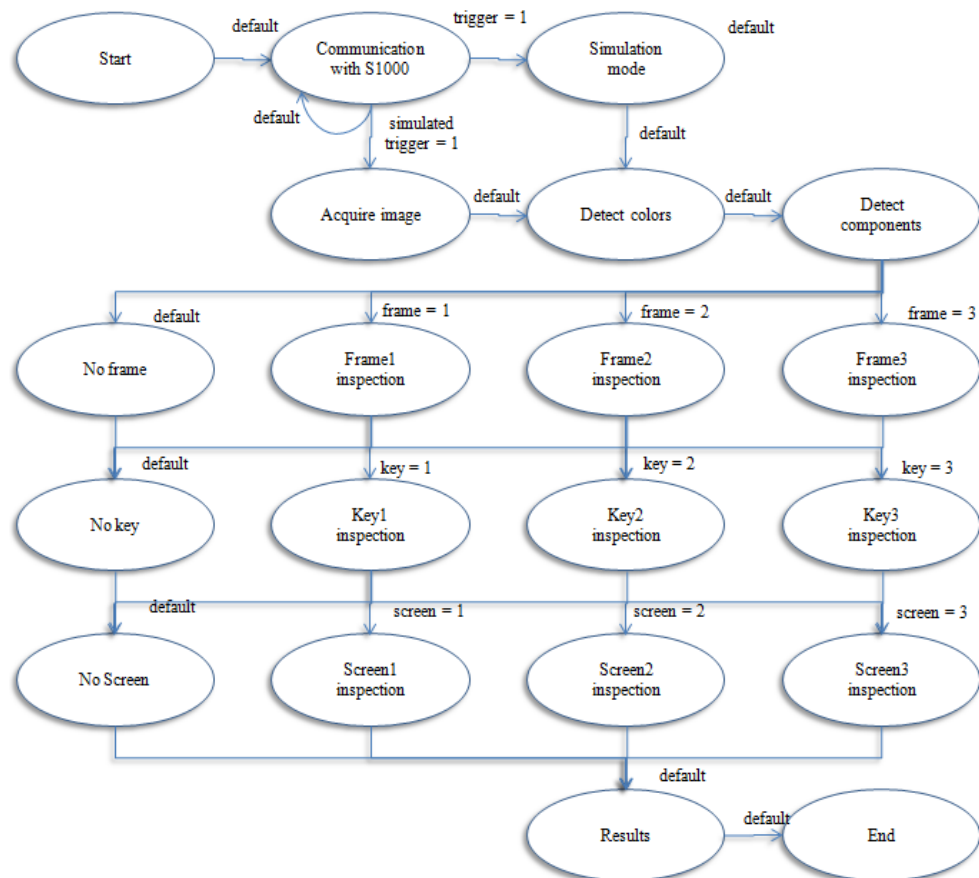 trigger = 1
default
default
Start
Communication
with S1000
Simulation
mode
default
simulated
trigger = 1
default
default
default
Acquire image
Detect colors
Detect
components
default
frame = 1
frame = 2
frame = 3
No frame
Frame1
inspection
Frame2
inspection
Frame3
inspection
default
key = 1
key = 2
key = 3
No key
Key1
inspection
Key2
inspection
Key3
inspection
default
screen = 1
screen = 2
screen = 3
No Screen
Screen1
inspection
Screen2
inspection
Screen3
inspection
default
default
Results
End